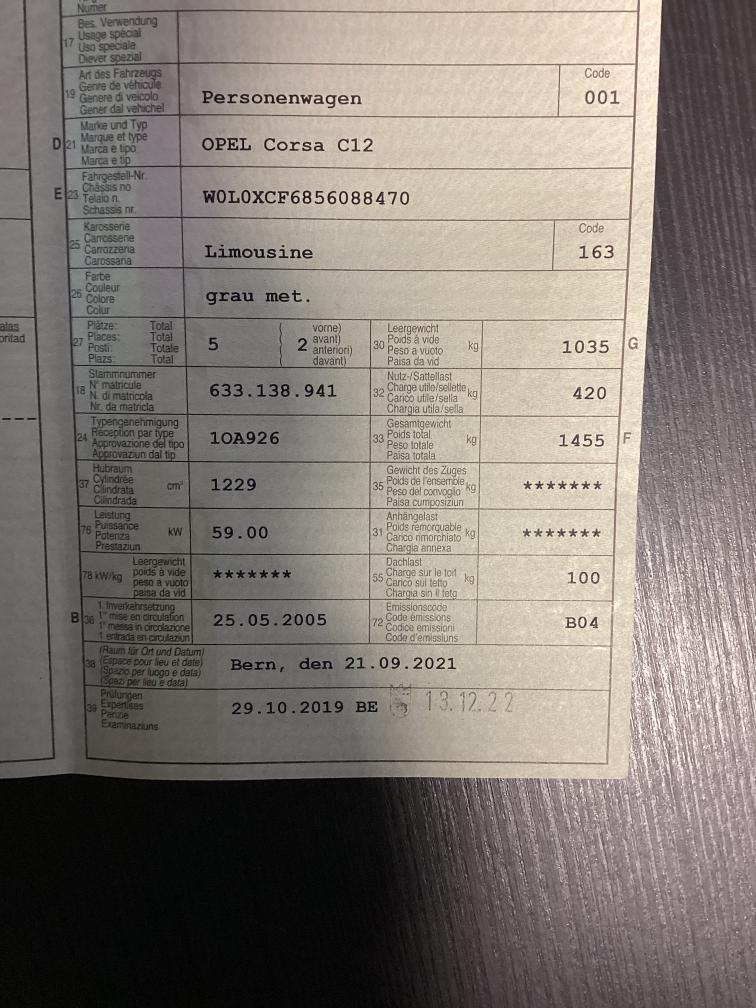 Numer
Bes. Verwendung
17 Usage spécial
Uso speciale
Diever spezial
Art des Fahrzeugs
19 Genre de véhicule
Genere di veicolo
Gener dal vehichel
Personenwagen
Code
001
Marke und Typ
D 21 Marque et type
Marca e tipo
Marca e tip
OPEL Corsa C12
Fahrgestell-Nr.
E 23 Châssis no
Telaio n.
Schassis nr.
W0L0XCF6856088470
Karosserie
25 Carrosserie
Carrozzeria
Carossaria
Limousine
Code
163
Farbe
26 Couleur
Colore
Colur
grau met.
alas
oritad
Plätze: Total
27 Places: Total
Posti: Totale
Plazs: Total
5
2
vorne)
avant)
anteriori)
davant)
Leergewicht
30 Poids à vide kg
Peso a vuoto
Paisa da vid
1035 G
Stammnummer
18 N° matricule
N. di matricola
Nr. da matricla
633.138.941
Nutz-/Sattellast
32 Charge utile/sellette kg
Carico utile/sella
Chargia utila/sella
420
Typengenehmigung
24 Réception par type
Approvazione del tipo
Approvaziun dal tip
1OA926
Gesamtgewicht
33 Poids total kg
Peso totale
Paisa totala
1455 F
Hubraum
37 Cylindrée cm³
Cilindrata
Cilindrada
1229
Gewicht des Zuges
35 Poids de l'ensemble kg
Peso del convoglio
Paisa cumposiziun
*******
Leistung
76 Puissance kW
Potenza
Prestaziun
59.00
Anhängelast
31 Poids remorquable kg
Carico rimorchiato
Chargia annexa
*******
Leergewicht
78 kW/kg poids à vide
peso a vuoto
paisa da vid
*******
Dachlast
55 Charge sur le toit kg
Carico sul tetto
Chargia sin il tetg
100
1. Inverkehrsetzung
B 36 1re mise en circulation
1a messa in circolazione
1. entrada en circulaziun
25.05.2005
Emissionscode
72 Code émissions
Codice emissioni
Code d'emissiuns
B04
(Raum für Ort und Datum)
38 (Espace pour lieu et date)
(Spazio per luogo e data)
(Spazi per lieu e data)
Bern, den 21.09.2021
Prüfungen
39 Expertises
Perizie
Examinaziuns
29.10.2019 BE
13.12.22